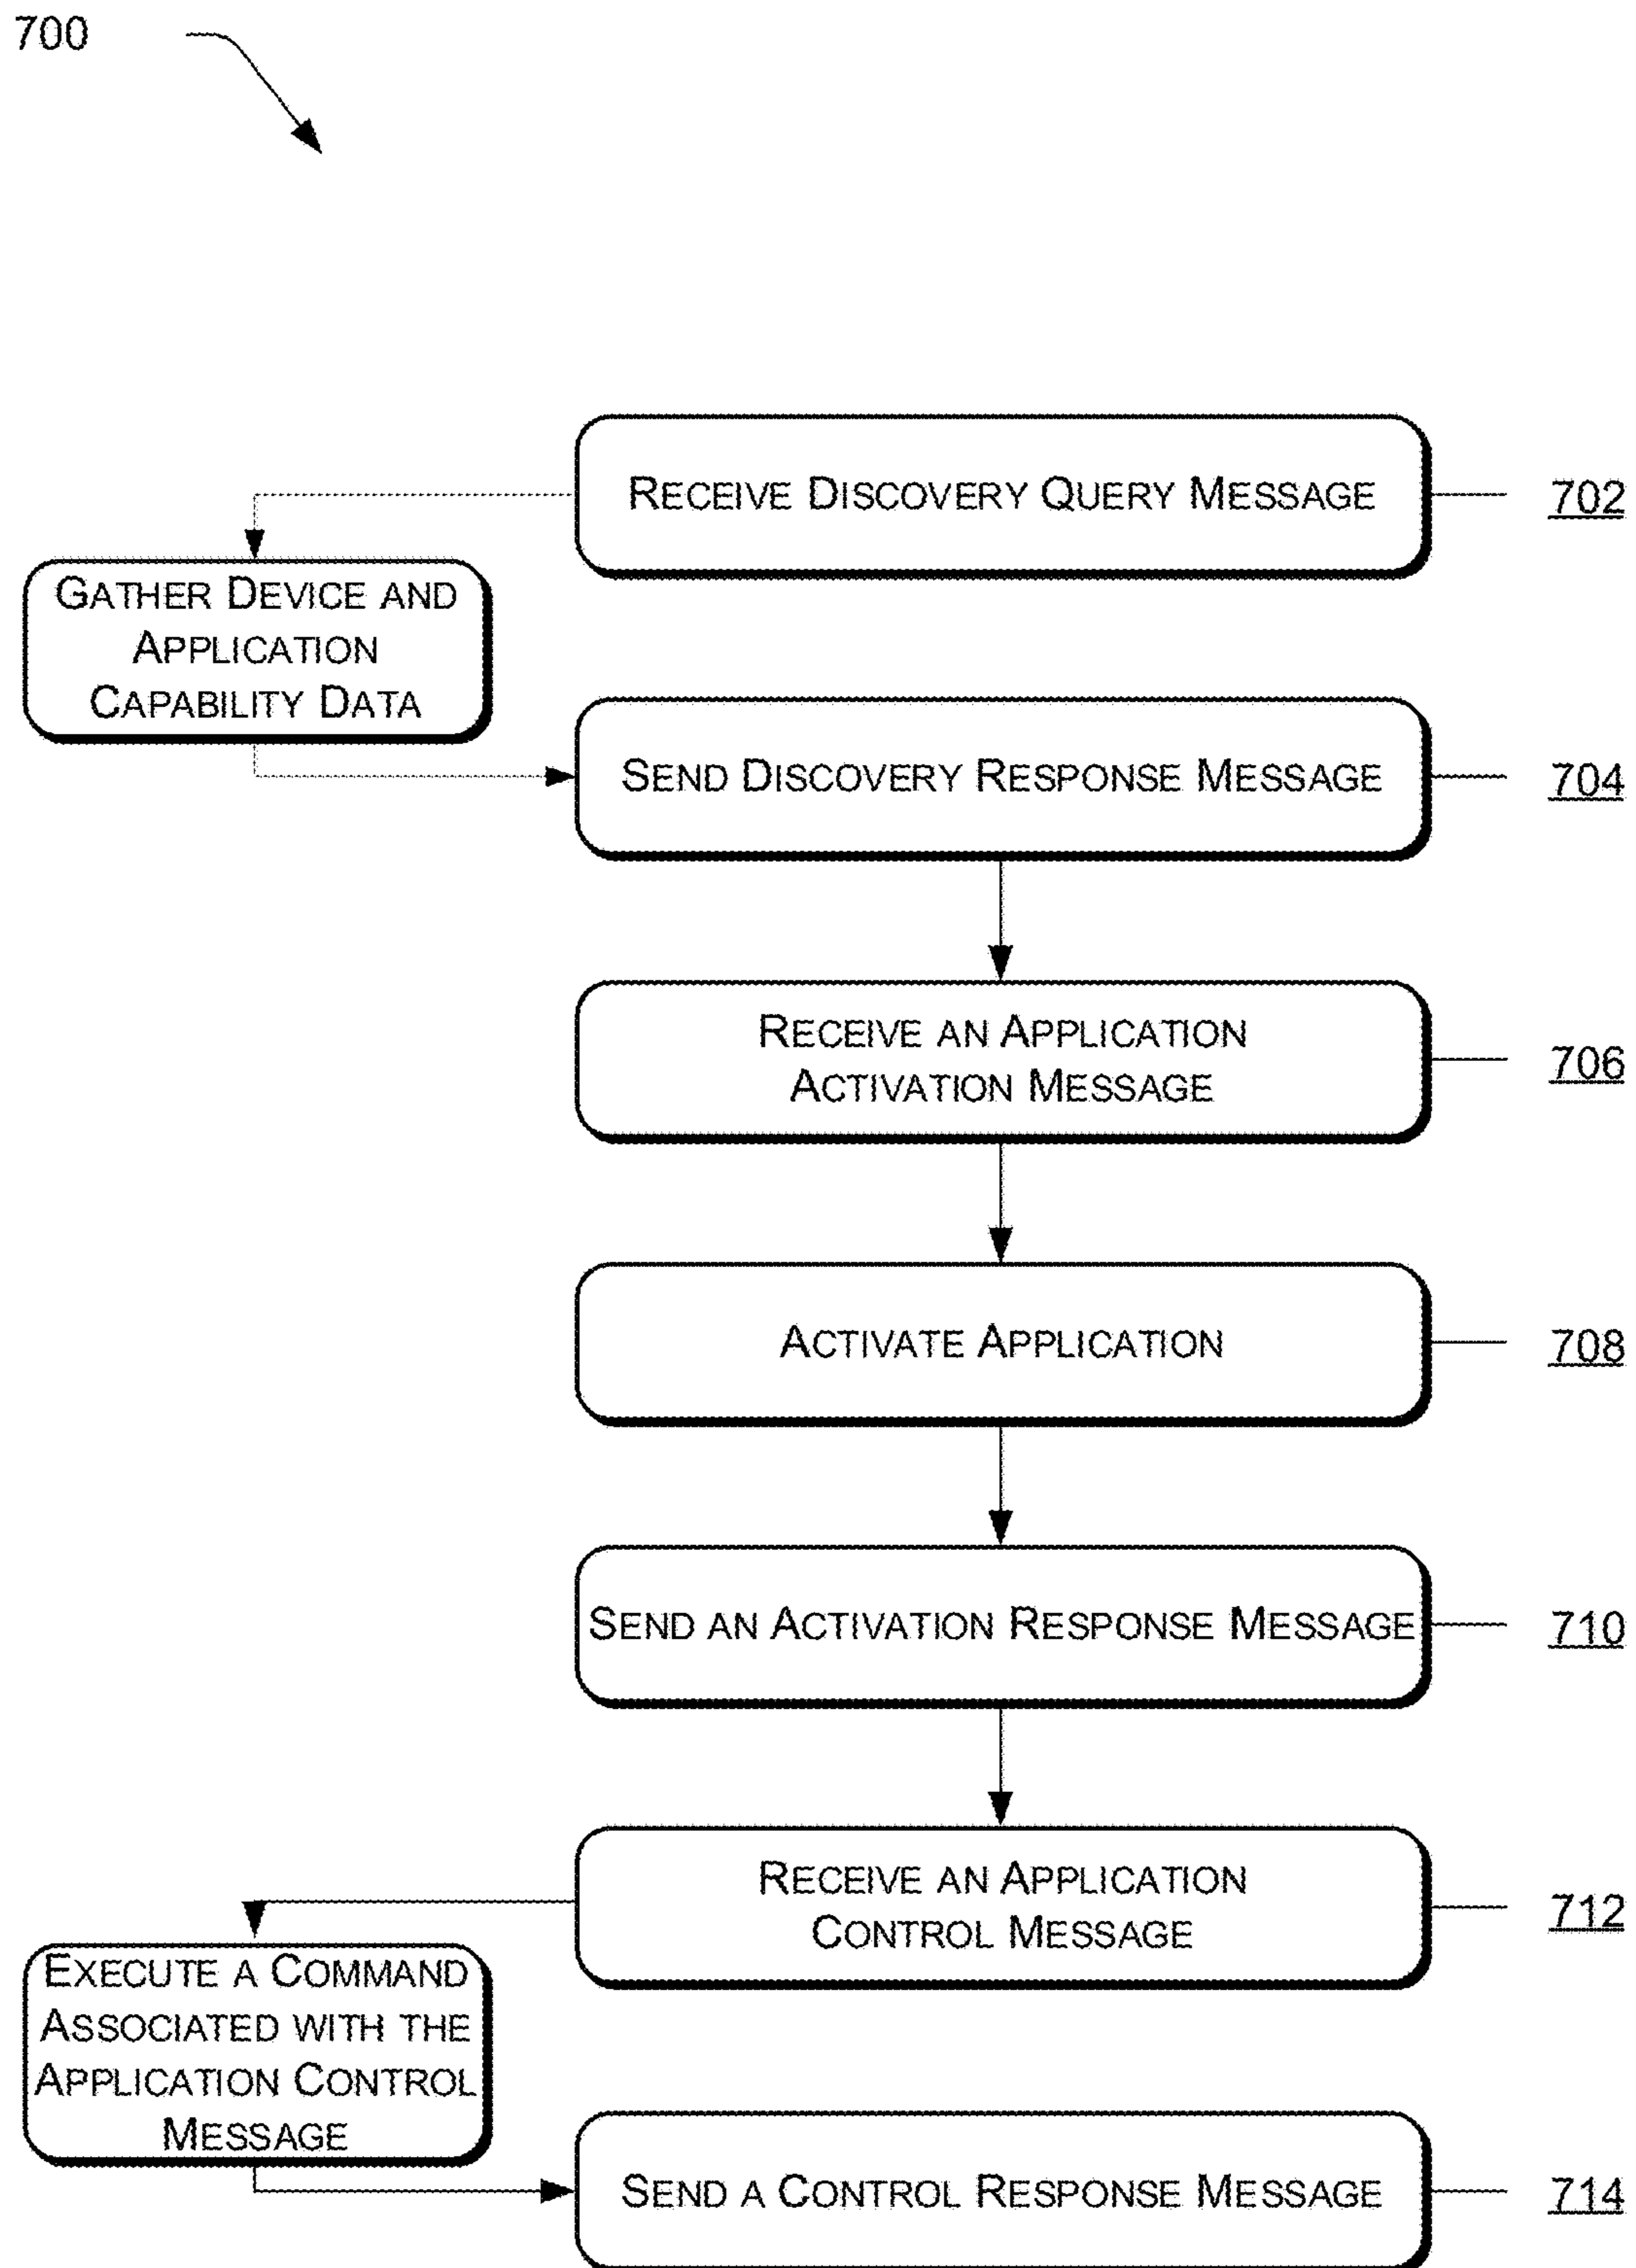 700
RECEIVE DISCOVERY QUERY MESSAGE
702
GATHER DEVICE AND
APPLICATION
CAPABILITY DATA
SEND DISCOVERY RESPONSE MESSAGE
704
RECEIVE AN APPLICATION
ACTIVATION MESSAGE
706
ACTIVATE APPLICATION
708
SEND AN ACTIVATION RESPONSE MESSAGE
710
RECEIVE AN APPLICATION
CONTROL MESSAGE
712
EXECUTE A COMMAND
ASSOCIATED WITH THE
APPLICATION CONTROL
MESSAGE
SEND A CONTROL RESPONSE MESSAGE
714